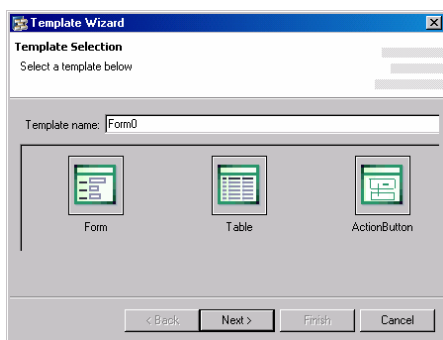 Template Wizard
Template Selection
Select a template below
Template name: Form0
Form Table ActionButton
< Back Next > Finish Cancel